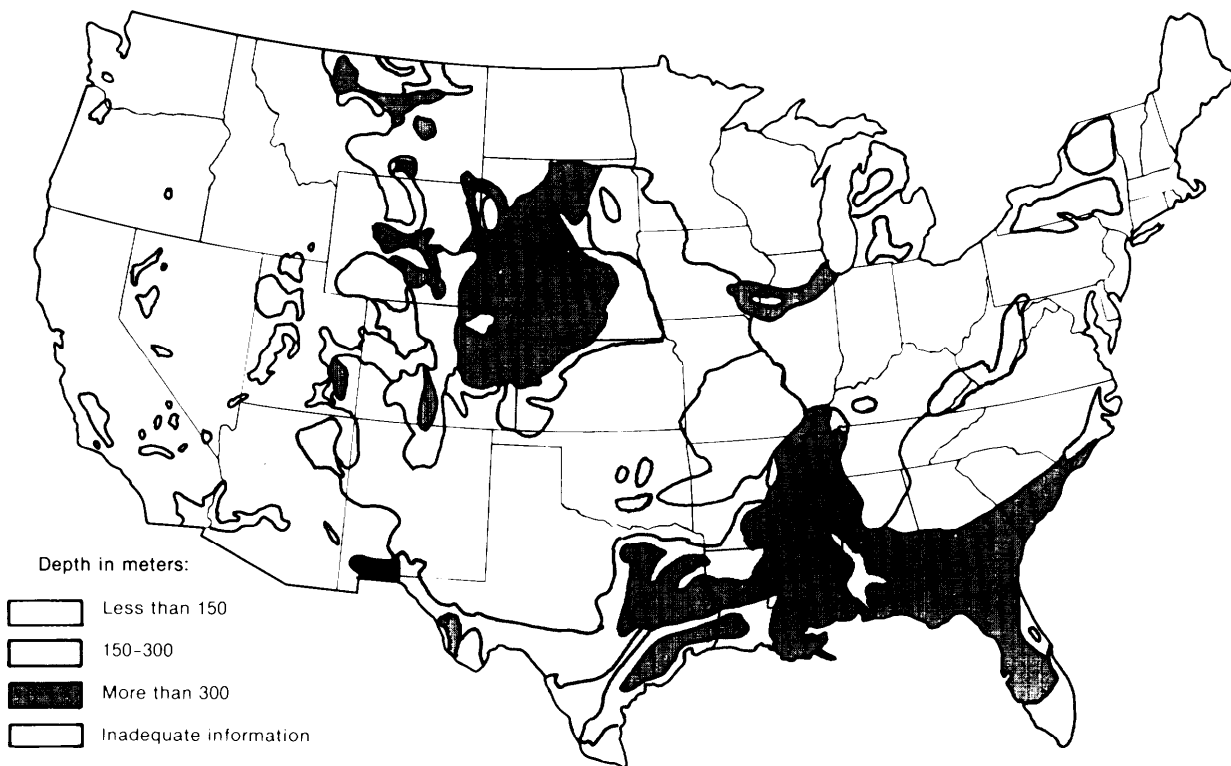 Depth in meters:
Less than 150
150-300
More than 300
Inadequate information